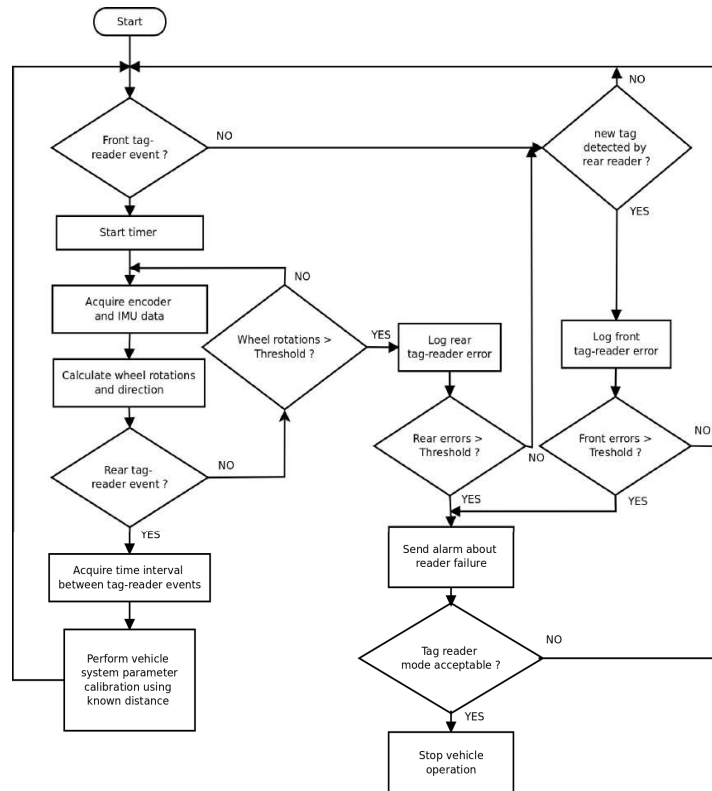 Start
Front tag-
reader event ?
NO
new tag
detected by
rear reader ?
NO
YES
Start timer
Acquire encoder
and IMU data
NO
Wheel rotations >
Threshold ?
YES
Log rear
tag-reader error
Log front
tag-reader error
Calculate wheel rotations
and direction
Rear tag-
reader event ?
NO
YES
Rear errors >
Threshold ?
NO
YES
Front errors >
Treshold ?
NO
YES
Acquire time interval
between tag-reader events
Send alarm about
reader failure
Perform vehicle
system parameter
calibration using
known distance
Tag reader
mode acceptable ?
NO
YES
Stop vehicle
operation